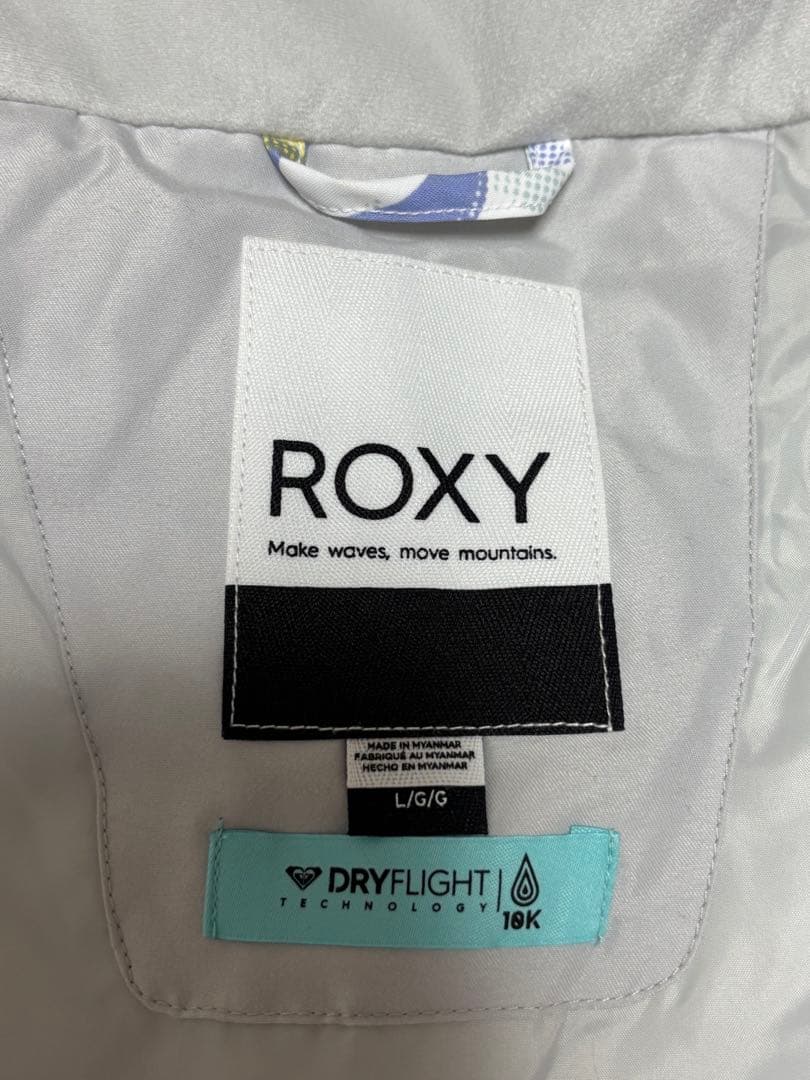 ROXY
Make waves, move mountains.
MADE IN MYANMAR
FABRIQUÉ AU MYANMAR
HECHO EN MYANMAR
L/G/G
DRYFLIGHT
TECHNOLOGY
10K